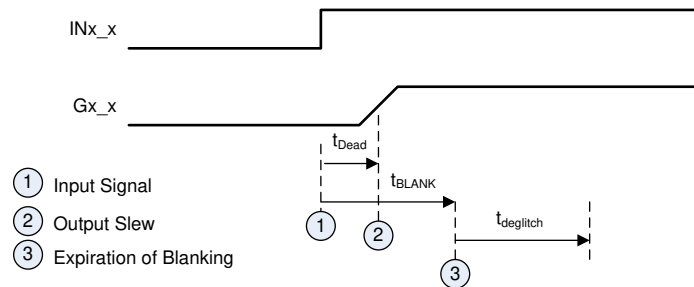 INx_x
Gx_x
tDead
tBLANK
tdeglitch
1 Input Signal
2 Output Slew
3 Expiration of Blanking
1
2
3